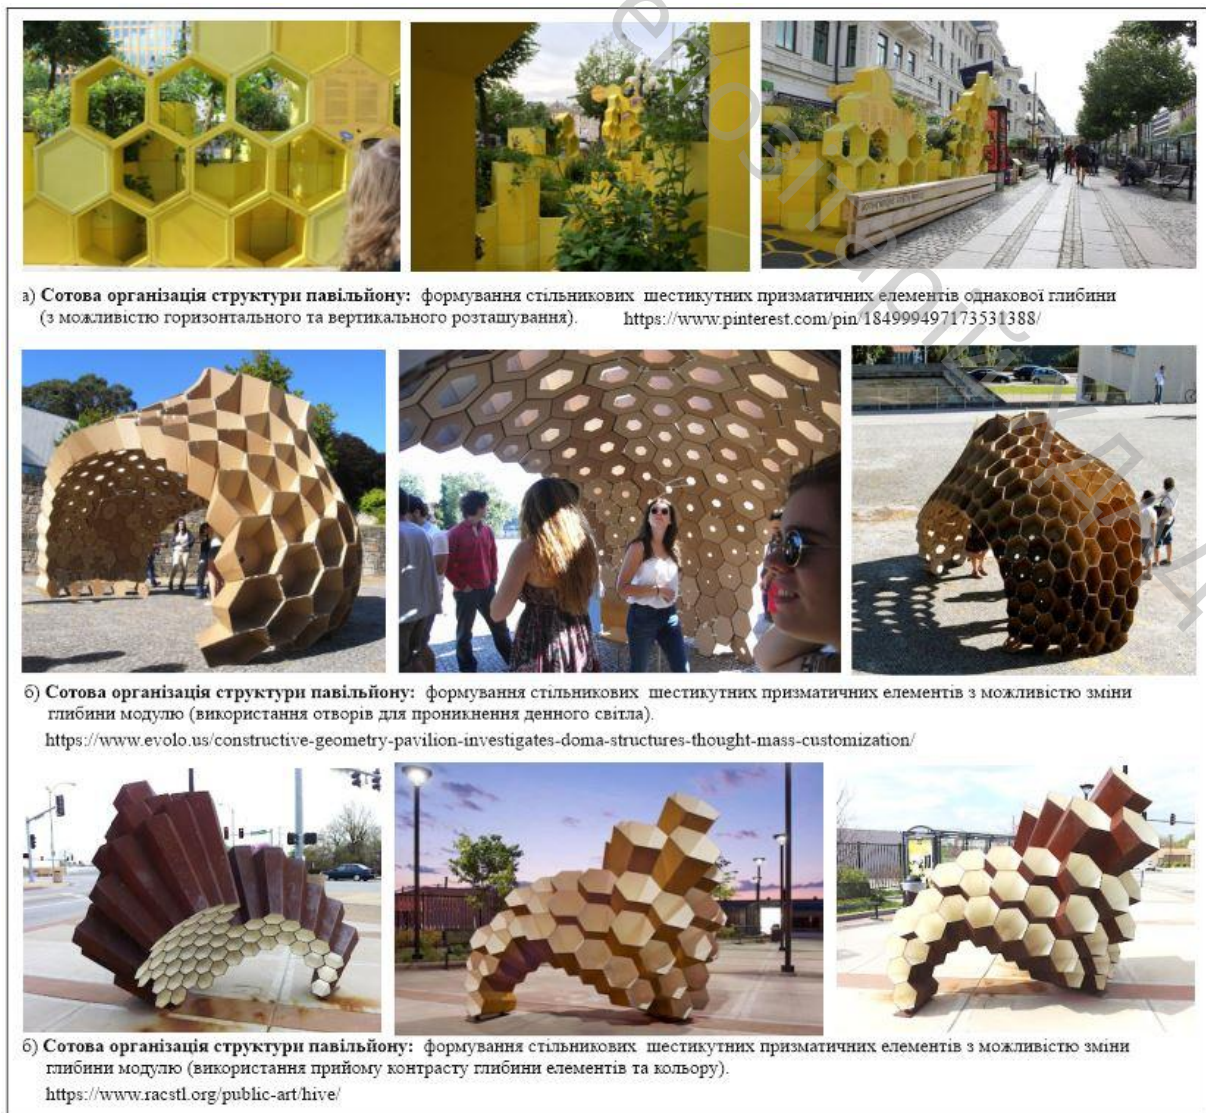 а) Сотова організація структури павільйону: формування стільникових шестикутних призматичних елементів однакової глибини
(з можливістю горизонтального та вертикального розташування). https://www.pinterest.com/pin/184999497173531388/
б) Сотова організація структури павільйону: формування стільникових шестикутних призматичних елементів з можливістю зміни
глибини модулю (використання отворів для проникнення денного світла).
https://www.evolo.us/constructive-geometry-pavilion-investigates-doma-structures-thought-mass-customization/
б) Сотова організація структури павільйону: формування стільникових шестикутних призматичних елементів з можливістю зміни
глибини модулю (використання прийому контрасту глибини елементів та кольору).
https://www.racstl.org/public-art/hive/